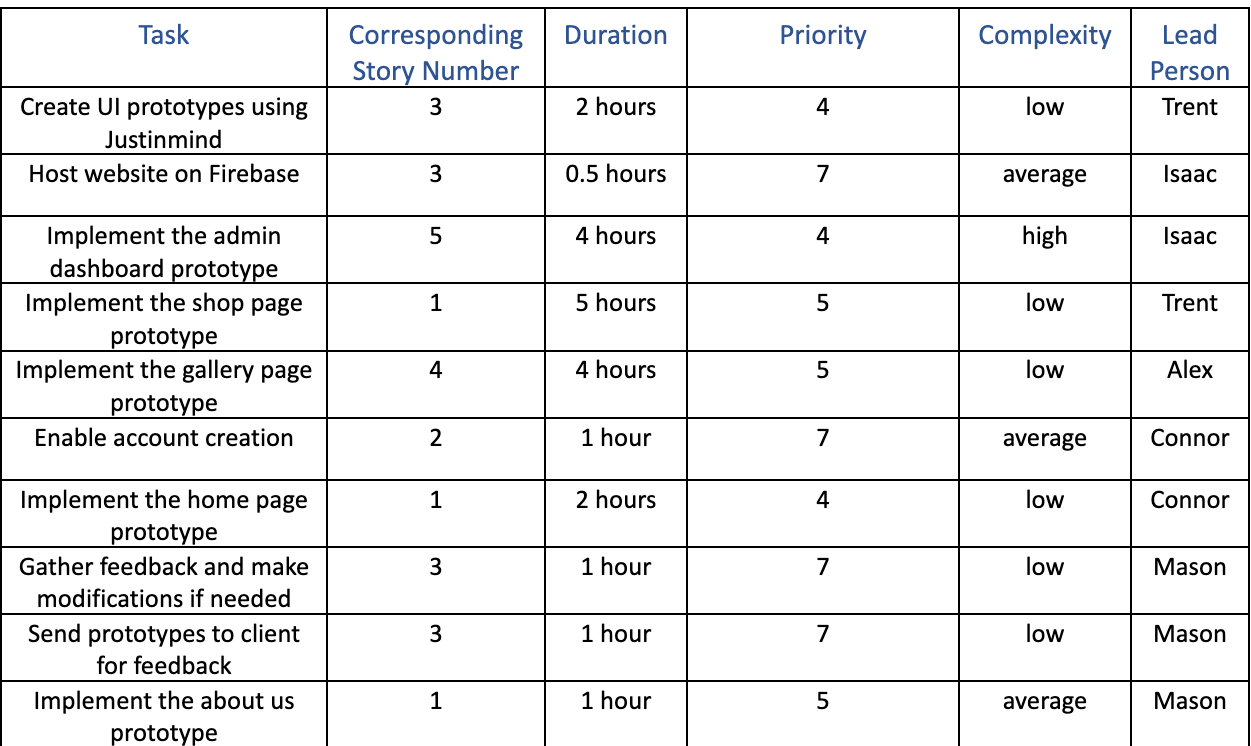 Task Corresponding Story Number Duration Priority Complexity Lead Person
Create UI prototypes using Justinmind 3 2 hours 4 low Trent
Host website on Firebase 3 0.5 hours 7 average Isaac
Implement the admin dashboard prototype 5 4 hours 4 high Isaac
Implement the shop page prototype 1 5 hours 5 low Trent
Implement the gallery page prototype 4 4 hours 5 low Alex
Enable account creation 2 1 hour 7 average Connor
Implement the home page prototype 1 2 hours 4 low Connor
Gather feedback and make modifications if needed 3 1 hour 7 low Mason
Send prototypes to client for feedback 3 1 hour 7 low Mason
Implement the about us prototype 1 1 hour 5 average Mason